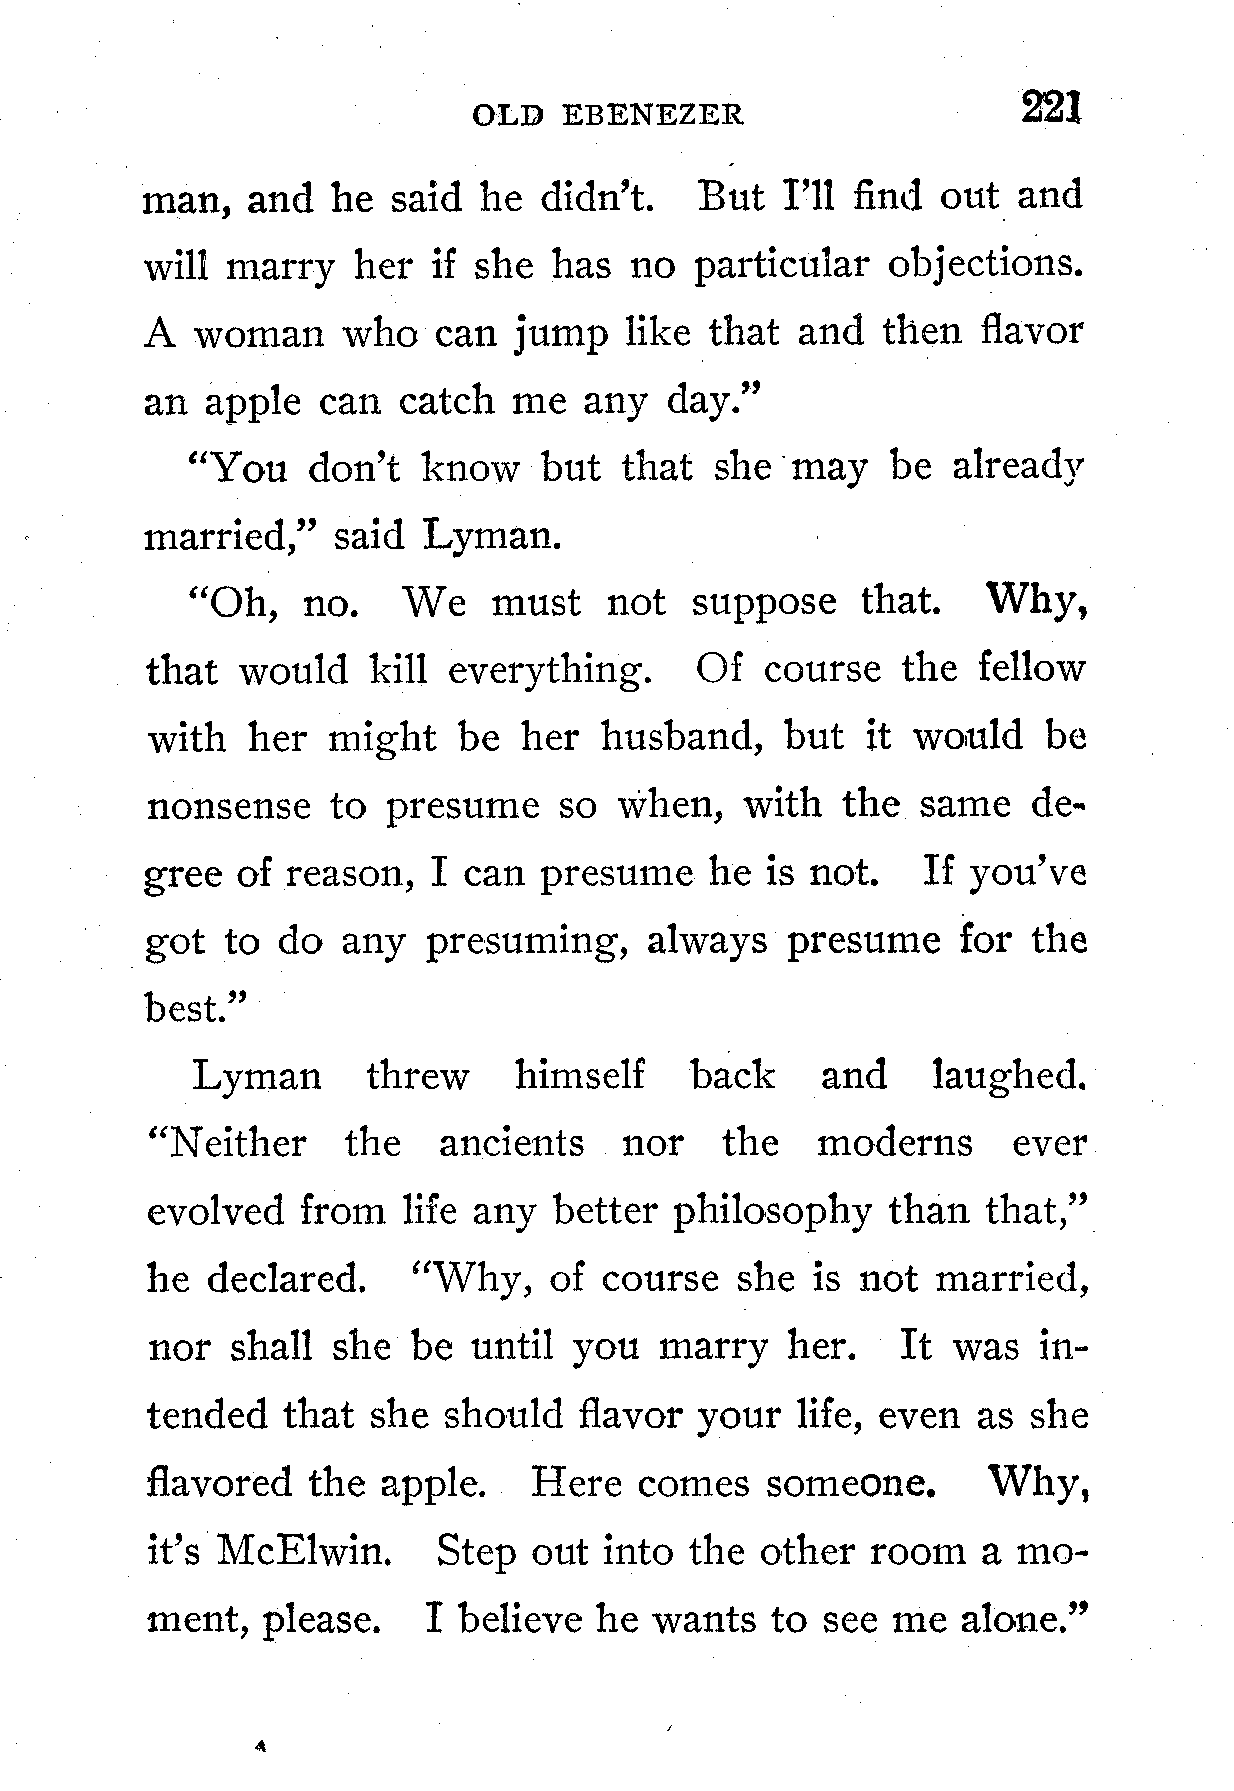 OLD EBENEZER 221
man, and he said he didn't. But I'll find out and
will marry her if she has no particular objections.
A woman who can jump like that and then flavor
an apple can catch me any day."
"You don't know but that she may be already
married," said Lyman.
"Oh, no. We must not suppose that. Why,
that would kill everything. Of course the fellow
with her might be her husband, but it would be
nonsense to presume so when, with the same de-
gree of reason, I can presume he is not. If you've
got to do any presuming, always presume for the
best."
Lyman threw himself back and laughed.
"Neither the ancients nor the moderns ever
evolved from life any better philosophy than that,"
he declared. "Why, of course she is not married,
nor shall she be until you marry her. It was in-
tended that she should flavor your life, even as she
flavored the apple. Here comes someone. Why,
it's McElwin. Step out into the other room a mo-
ment, please. I believe he wants to see me alone."